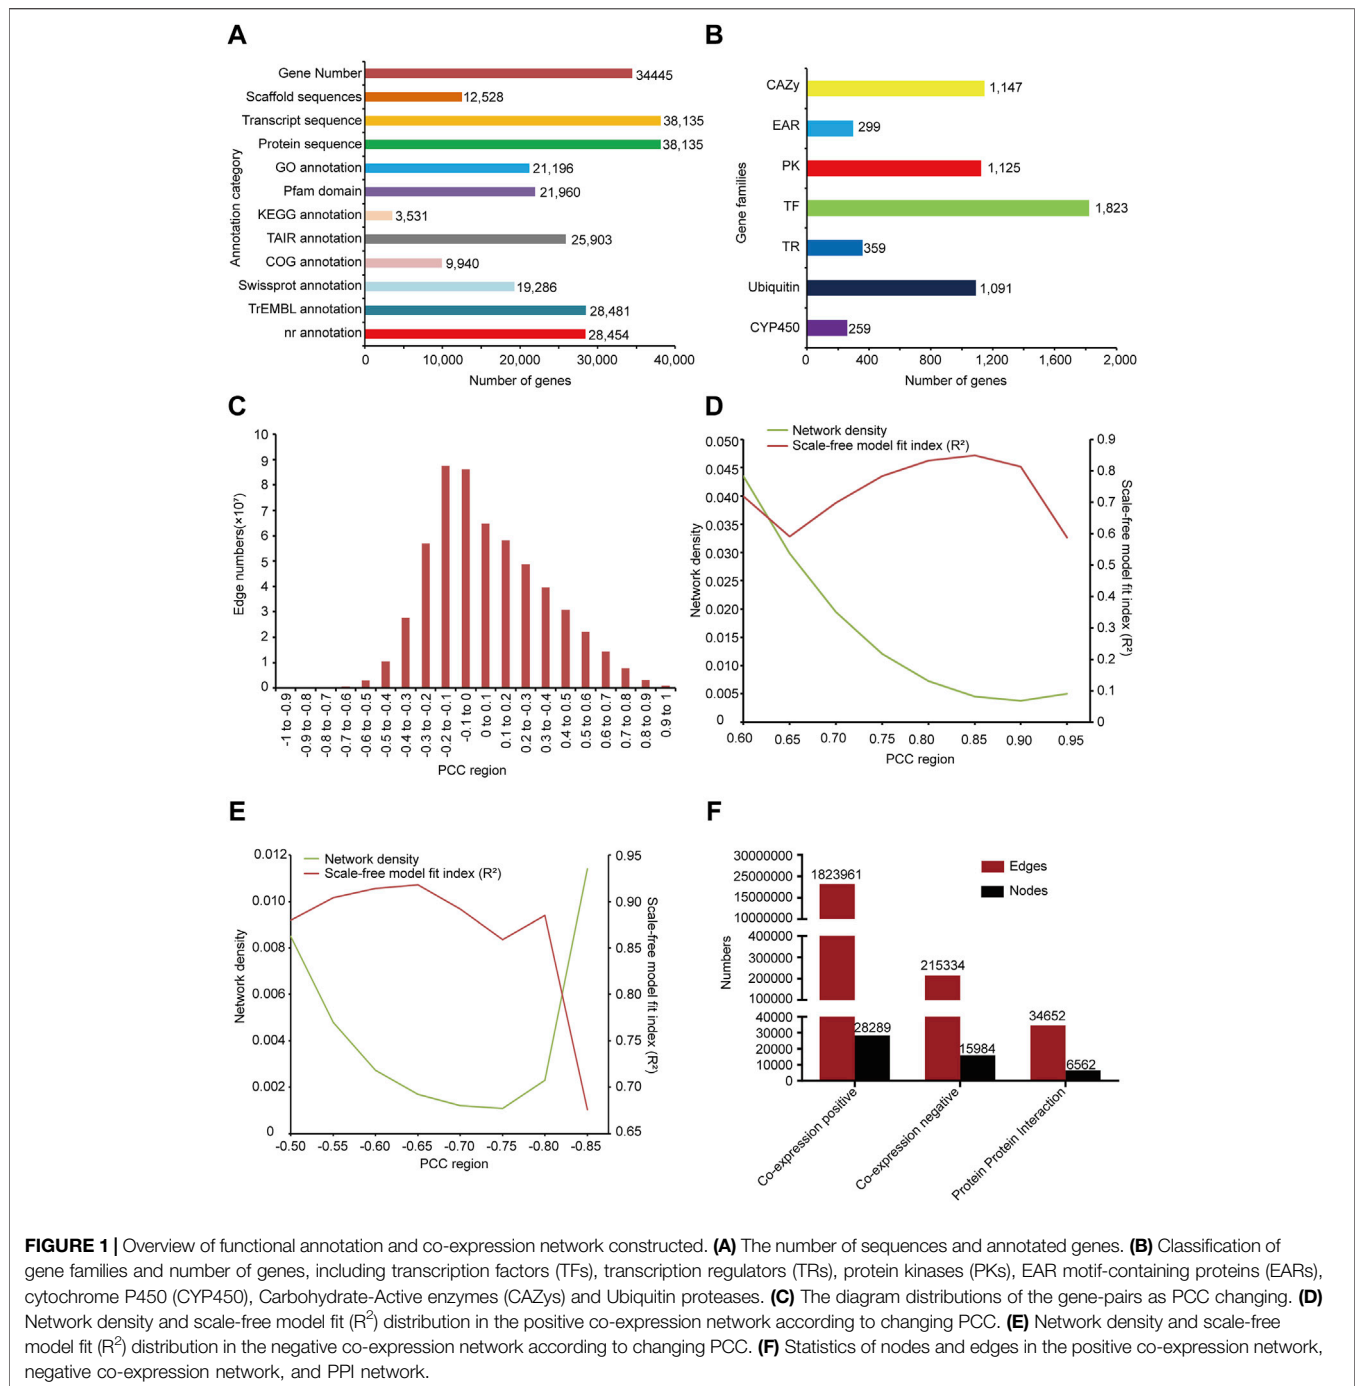 A
Gene Number
34445
Scaffold sequences
12,528
Transcript sequence
38,135
Protein sequence
38,135
GO annotation
21,196
Pfam domain
21,960
KEGG annotation
3,531
TAIR annotation
25,903
COG annotation
9,940
Swissprot annotation
19,286
TrEMBL annotation
28,481
nr annotation
28,454
Annotation category
0 10,000 20,000 30,000 40,000
Number of genes
B
CAZy
1,147
EAR
299
PK
1,125
TF
1,823
TR
359
Ubiquitin
1,091
CYP450
259
Gene families
0 400 800 1,200 1,600 2,000
Number of genes
C
10
9
8
7
6
5
4
3
2
1
0
Edge numbers(×10⁷)
-1 to -0.9
-0.9 to -0.8
-0.8 to -0.7
-0.7 to -0.6
-0.6 to -0.5
-0.5 to -0.4
-0.4 to -0.3
-0.3 to -0.2
-0.2 to -0.1
-0.1 to 0
0 to 0.1
0.1 to 0.2
0.2 to -0.3
0.3 to -0.4
0.4 to 0.5
0.5 to 0.6
0.6 to 0.7
0.7 to 0.8
0.8 to 0.9
0.9 to 1
PCC region
D
Network density
Scale-free model fit index (R²)
0.050
0.045
0.040
0.035
0.030
0.025
0.020
0.015
0.010
0.005
0
Network density
0.9
0.8
0.7
0.6
0.5
0.4
0.3
0.2
0.1
0
Scale-free model fit index (R²)
0.60 0.65 0.70 0.75 0.80 0.85 0.90 0.95
PCC region
E
Network density
Scale-free model fit index (R²)
0.012
0.010
0.008
0.006
0.004
0.002
0
Network density
0.95
0.90
0.85
0.80
0.75
0.70
0.65
Scale-free model fit index (R²)
-0.50 -0.55 -0.60 -0.65 -0.70 -0.75 -0.80 -0.85
PCC region
F
Edges
Nodes
30000000
25000000
15000000
10000000
400000
300000
200000
100000
40000
30000
20000
10000
0
Numbers
1823961
28289
215334
15984
34652
6562
Co-expression positive
Co-expression negative
Protein Protein Interaction
FIGURE 1 | Overview of functional annotation and co-expression network constructed. (A) The number of sequences and annotated genes. (B) Classification of
gene families and number of genes, including transcription factors (TFs), transcription regulators (TRs), protein kinases (PKs), EAR motif-containing proteins (EARs),
cytochrome P450 (CYP450), Carbohydrate-Active enzymes (CAZys) and Ubiquitin proteases. (C) The diagram distributions of the gene-pairs as PCC changing. (D)
Network density and scale-free model fit (R²) distribution in the positive co-expression network according to changing PCC. (E) Network density and scale-free
model fit (R²) distribution in the negative co-expression network according to changing PCC. (F) Statistics of nodes and edges in the positive co-expression network,
negative co-expression network, and PPI network.